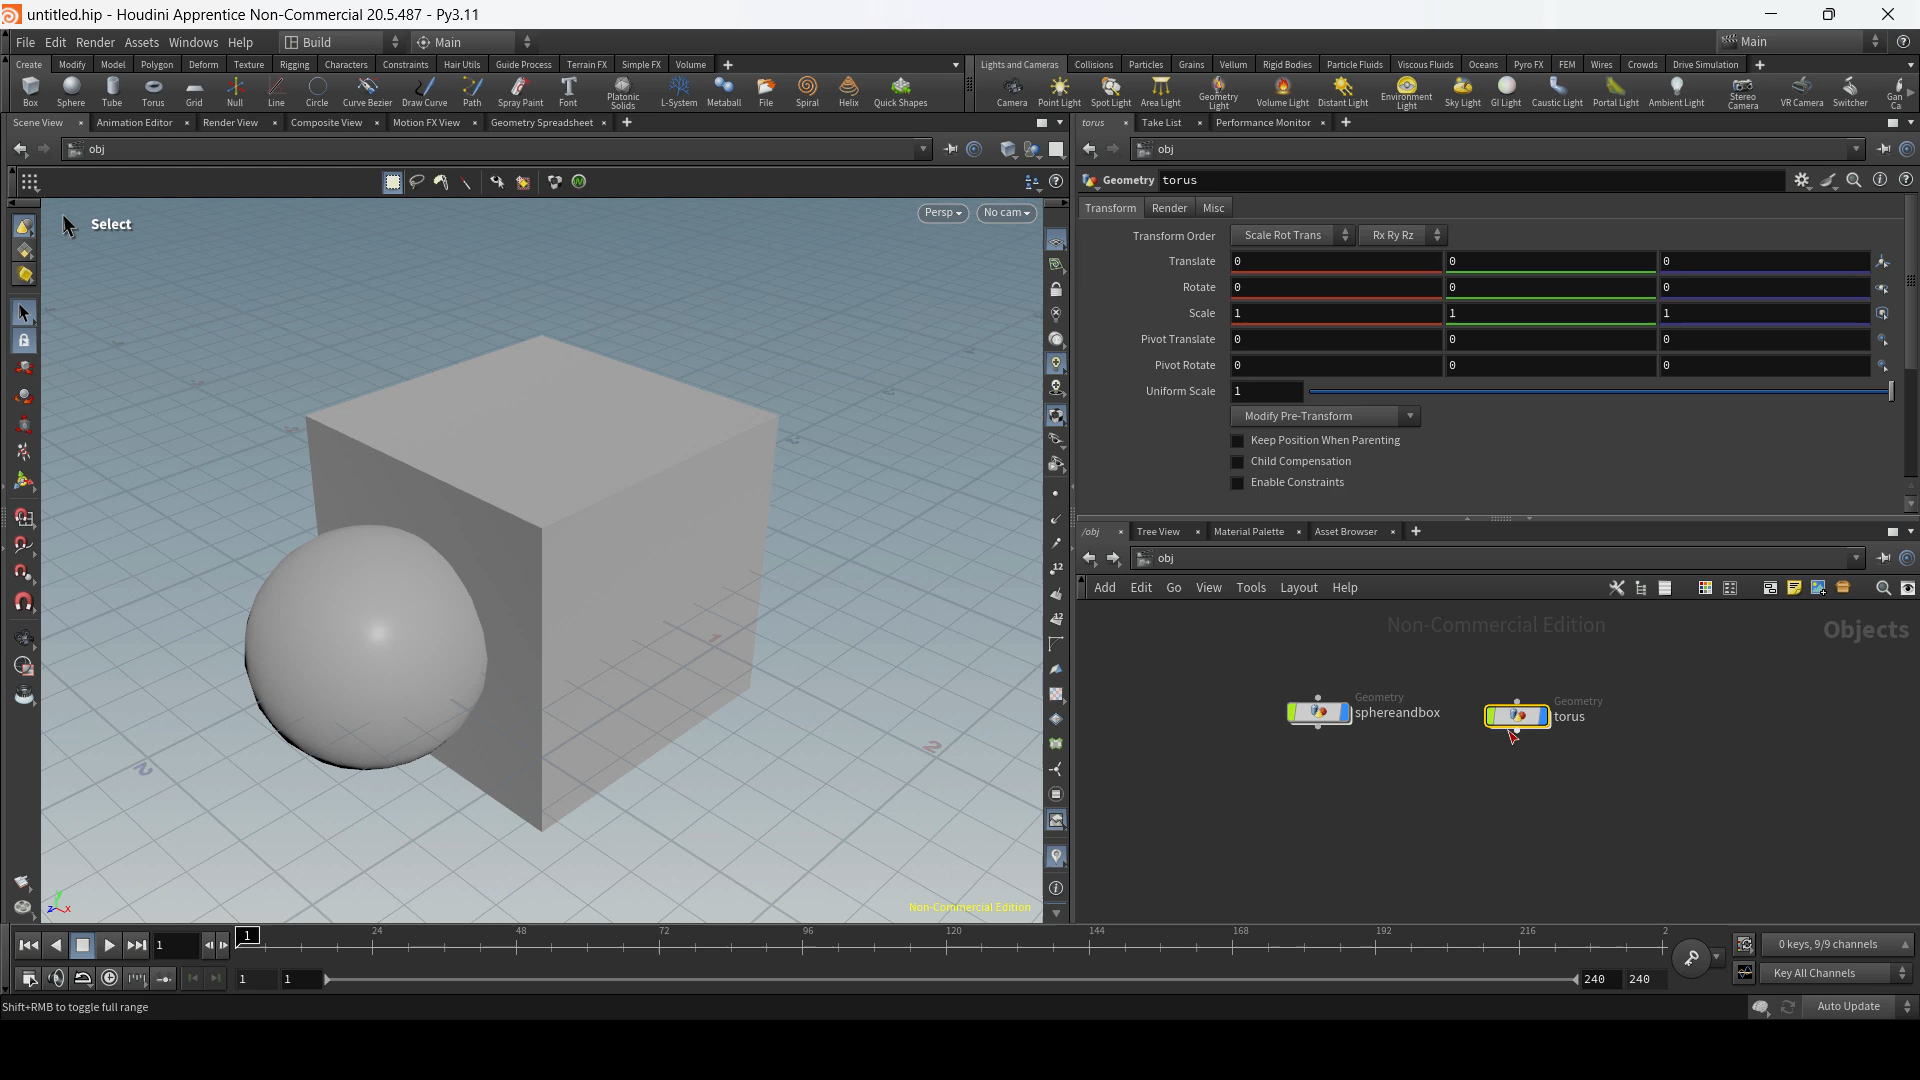 untitled.hip - Houdini Apprentice Non-Commercial 20.5.487 - Py3.11
File Edit Render Assets Windows Help Build Main Main
Create Modify Model Polygon Deform Texture Rigging Characters Constraints Hair Utils Guide Process Terrain FX Simple FX Volume
Lights and Cameras Collisions Particles Grains Vellum Rigid Bodies Particle Fluids Viscous Fluids Oceans Pyro FX FEM Wires Crowds Drive Simulation
Box Sphere Tube Torus Grid Null Line Circle Curve Bezier Draw Curve Path Spray Paint Font Platonic Solids L-System Metaball File Spiral Helix Quick Shapes
Camera Point Light Spot Light Area Light Geometry Light Volume Light Distant Light Environment Light Sky Light GI Light Caustic Light Portal Light Ambient Light Stereo Camera VR Camera Switcher
Scene View Animation Editor Render View Composite View Motion FX View Geometry Spreadsheet
torus Take List Performance Monitor
obj
obj
Geometry torus
Select
Persp No cam
Transform Render Misc
Transform Order Scale Rot Trans Rx Ry Rz
Translate 0 0 0
Rotate 0 0 0
Scale 1 1 1
Pivot Translate 0 0 0
Pivot Rotate 0 0 0
Uniform Scale 1
Modify Pre-Transform
Keep Position When Parenting
Child Compensation
Enable Constraints
/obj Tree View Material Palette Asset Browser
obj
Add Edit Go View Tools Layout Help
Non-Commercial Edition
Objects
Geometry
sphereandbox
Geometry
torus
1
2
2
Non-Commercial Edition
1 1 24 48 72 96 120 144 168 192 216 2
0 keys, 9/9 channels
1 1 240 240
Key All Channels
Shift+RMB to toggle full range
Auto Update